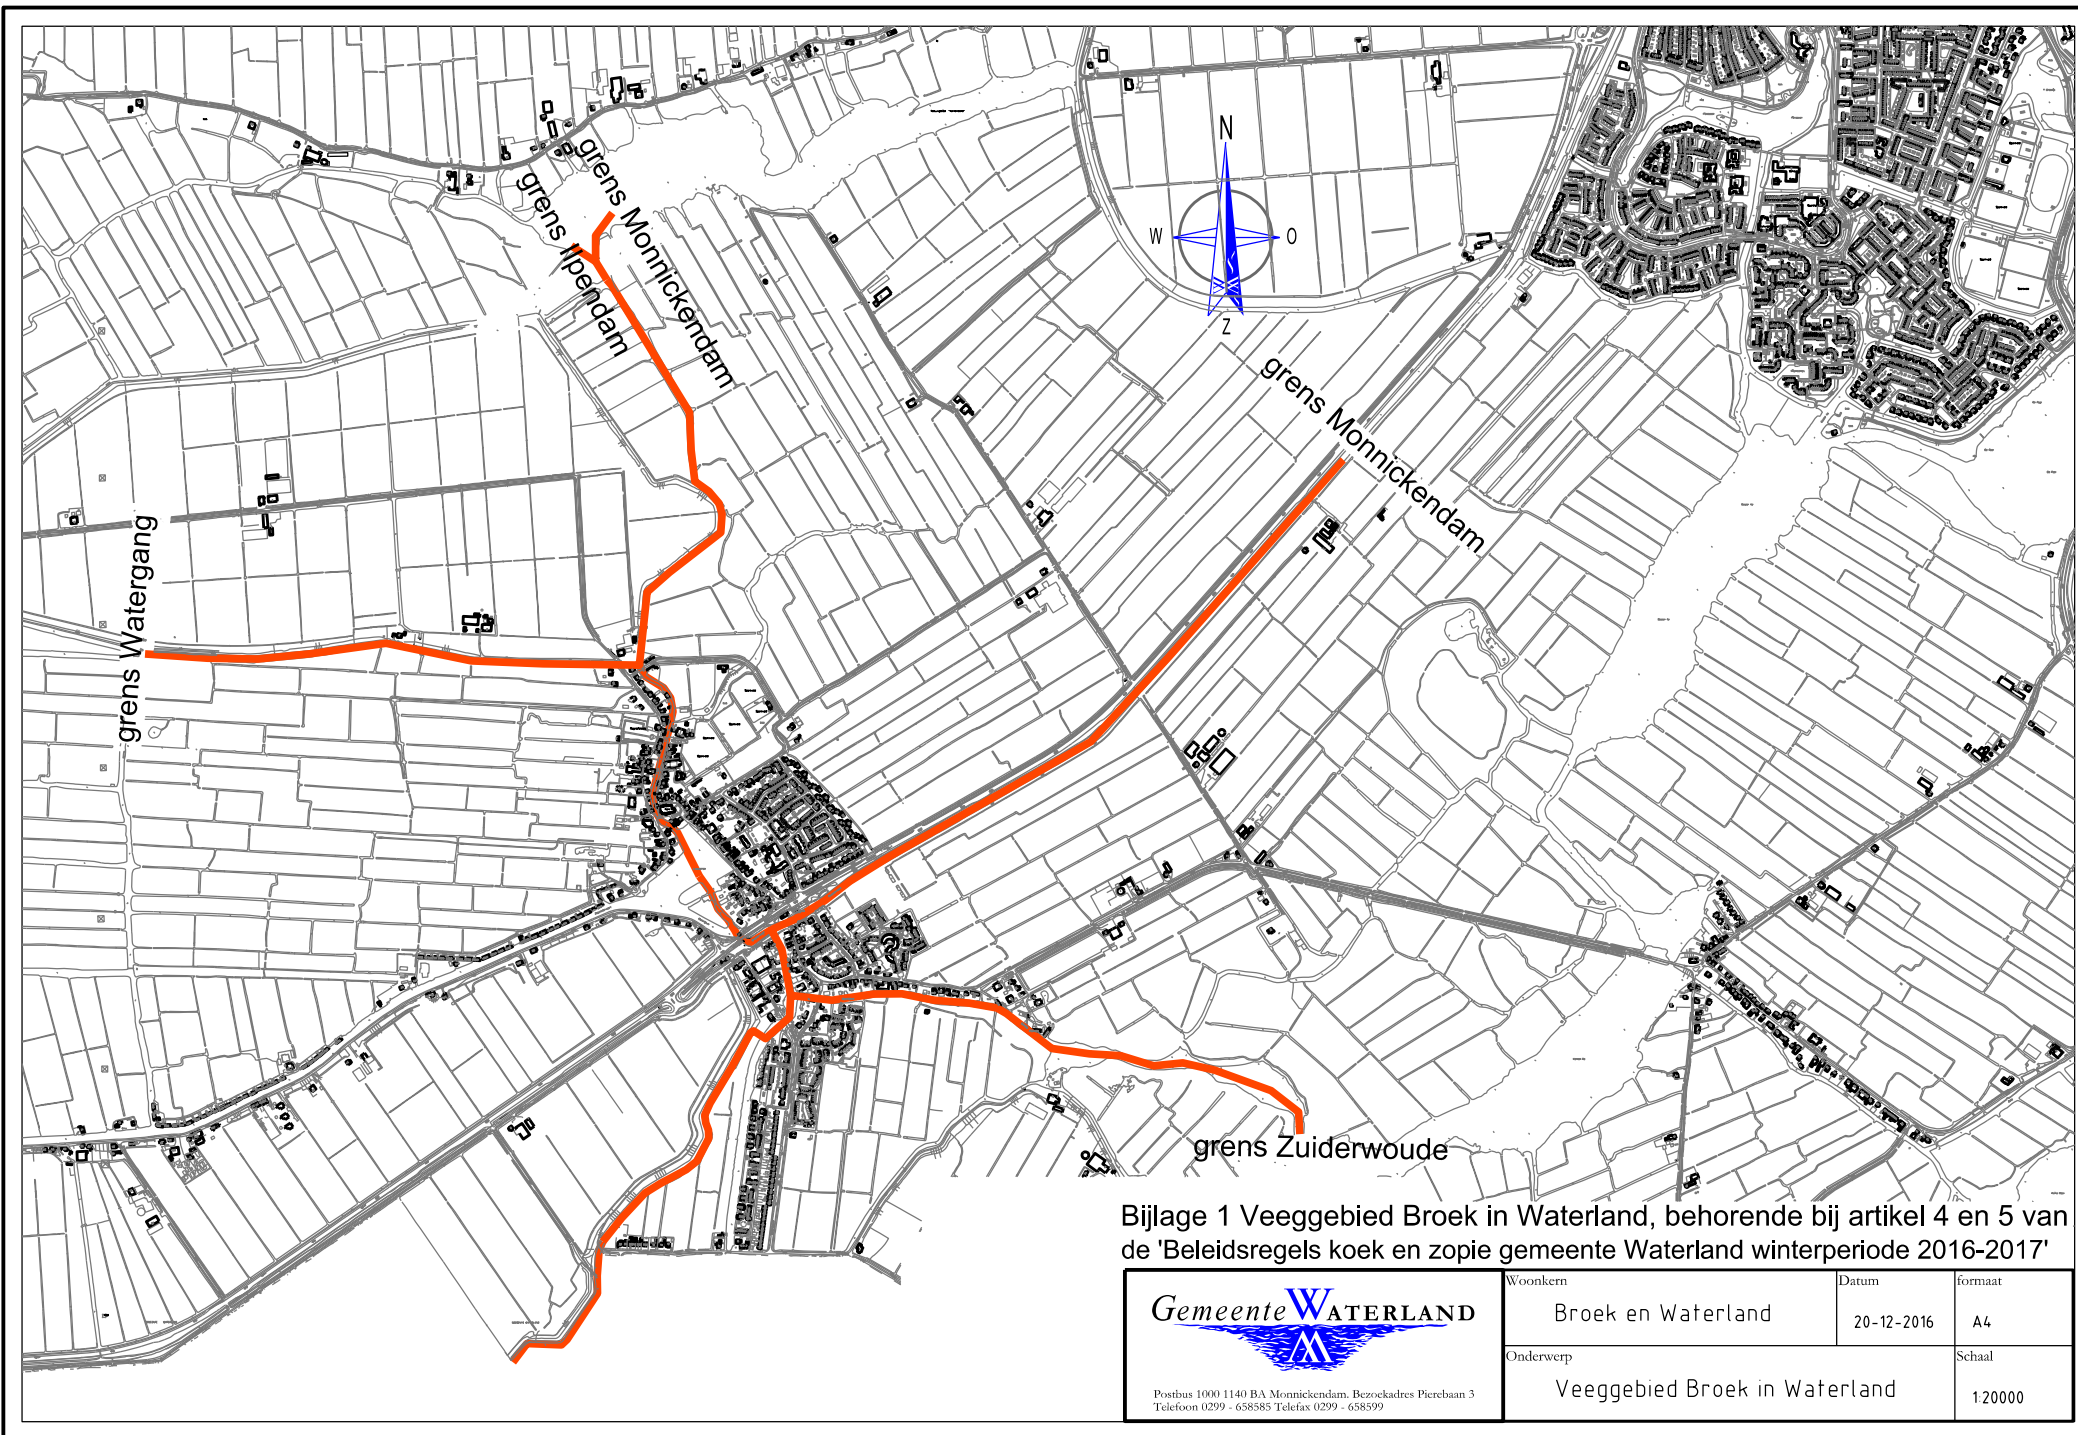 grens Monnickendam
grens Ilpendam
N
W
O
Z
grens Monnickendam
grens Watergang
grens Zuiderwoude
Bijlage 1 Veeggebied Broek in Waterland, behorende bij artikel 4 en 5 van
de 'Beleidsregels koek en zopie gemeente Waterland winterperiode 2016-2017'
Gemeente WATERLAND
Postbus 1000 1140 BA Monnickendam. Bezoekadres Pierebaan 3
Telefoon 0299 - 658585 Telefax 0299 - 658599
Woonkern
Broek en Waterland
Datum
20-12-2016
formaat
A4
Onderwerp
Veeggebied Broek in Waterland
Schaal
1:20000